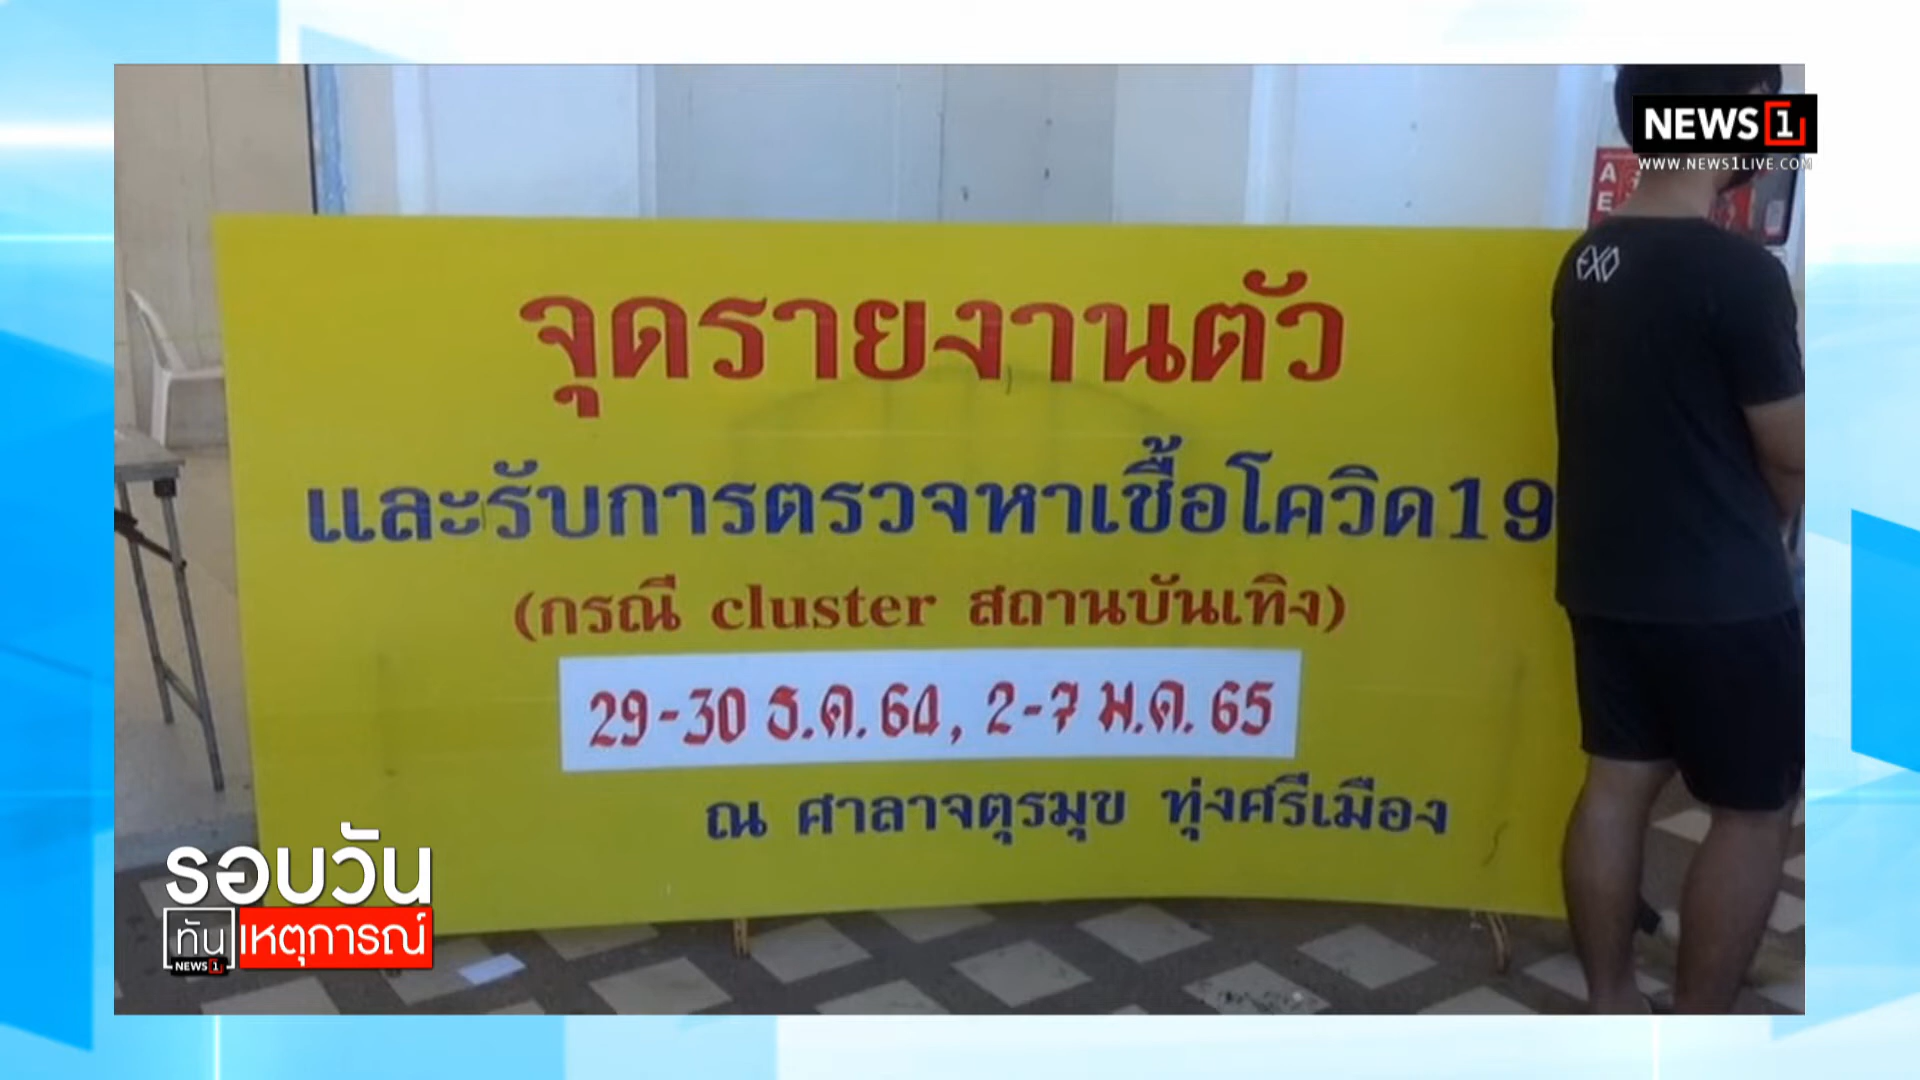 NEWS 1
WWW.NEWS1LIVE.COM
A
E
EXO
จุดรายงานตัว
และรับการตรวจหาเชื้อโควิด19
(กรณี cluster สถานบันเทิง)
29-30 ธ.ค. 64, 2-7 ม.ค. 65
ณ ศาลาจตุรมุข ทุ่งศรีเมือง
รอบวัน
ทันเหตุการณ์
NEWS 1